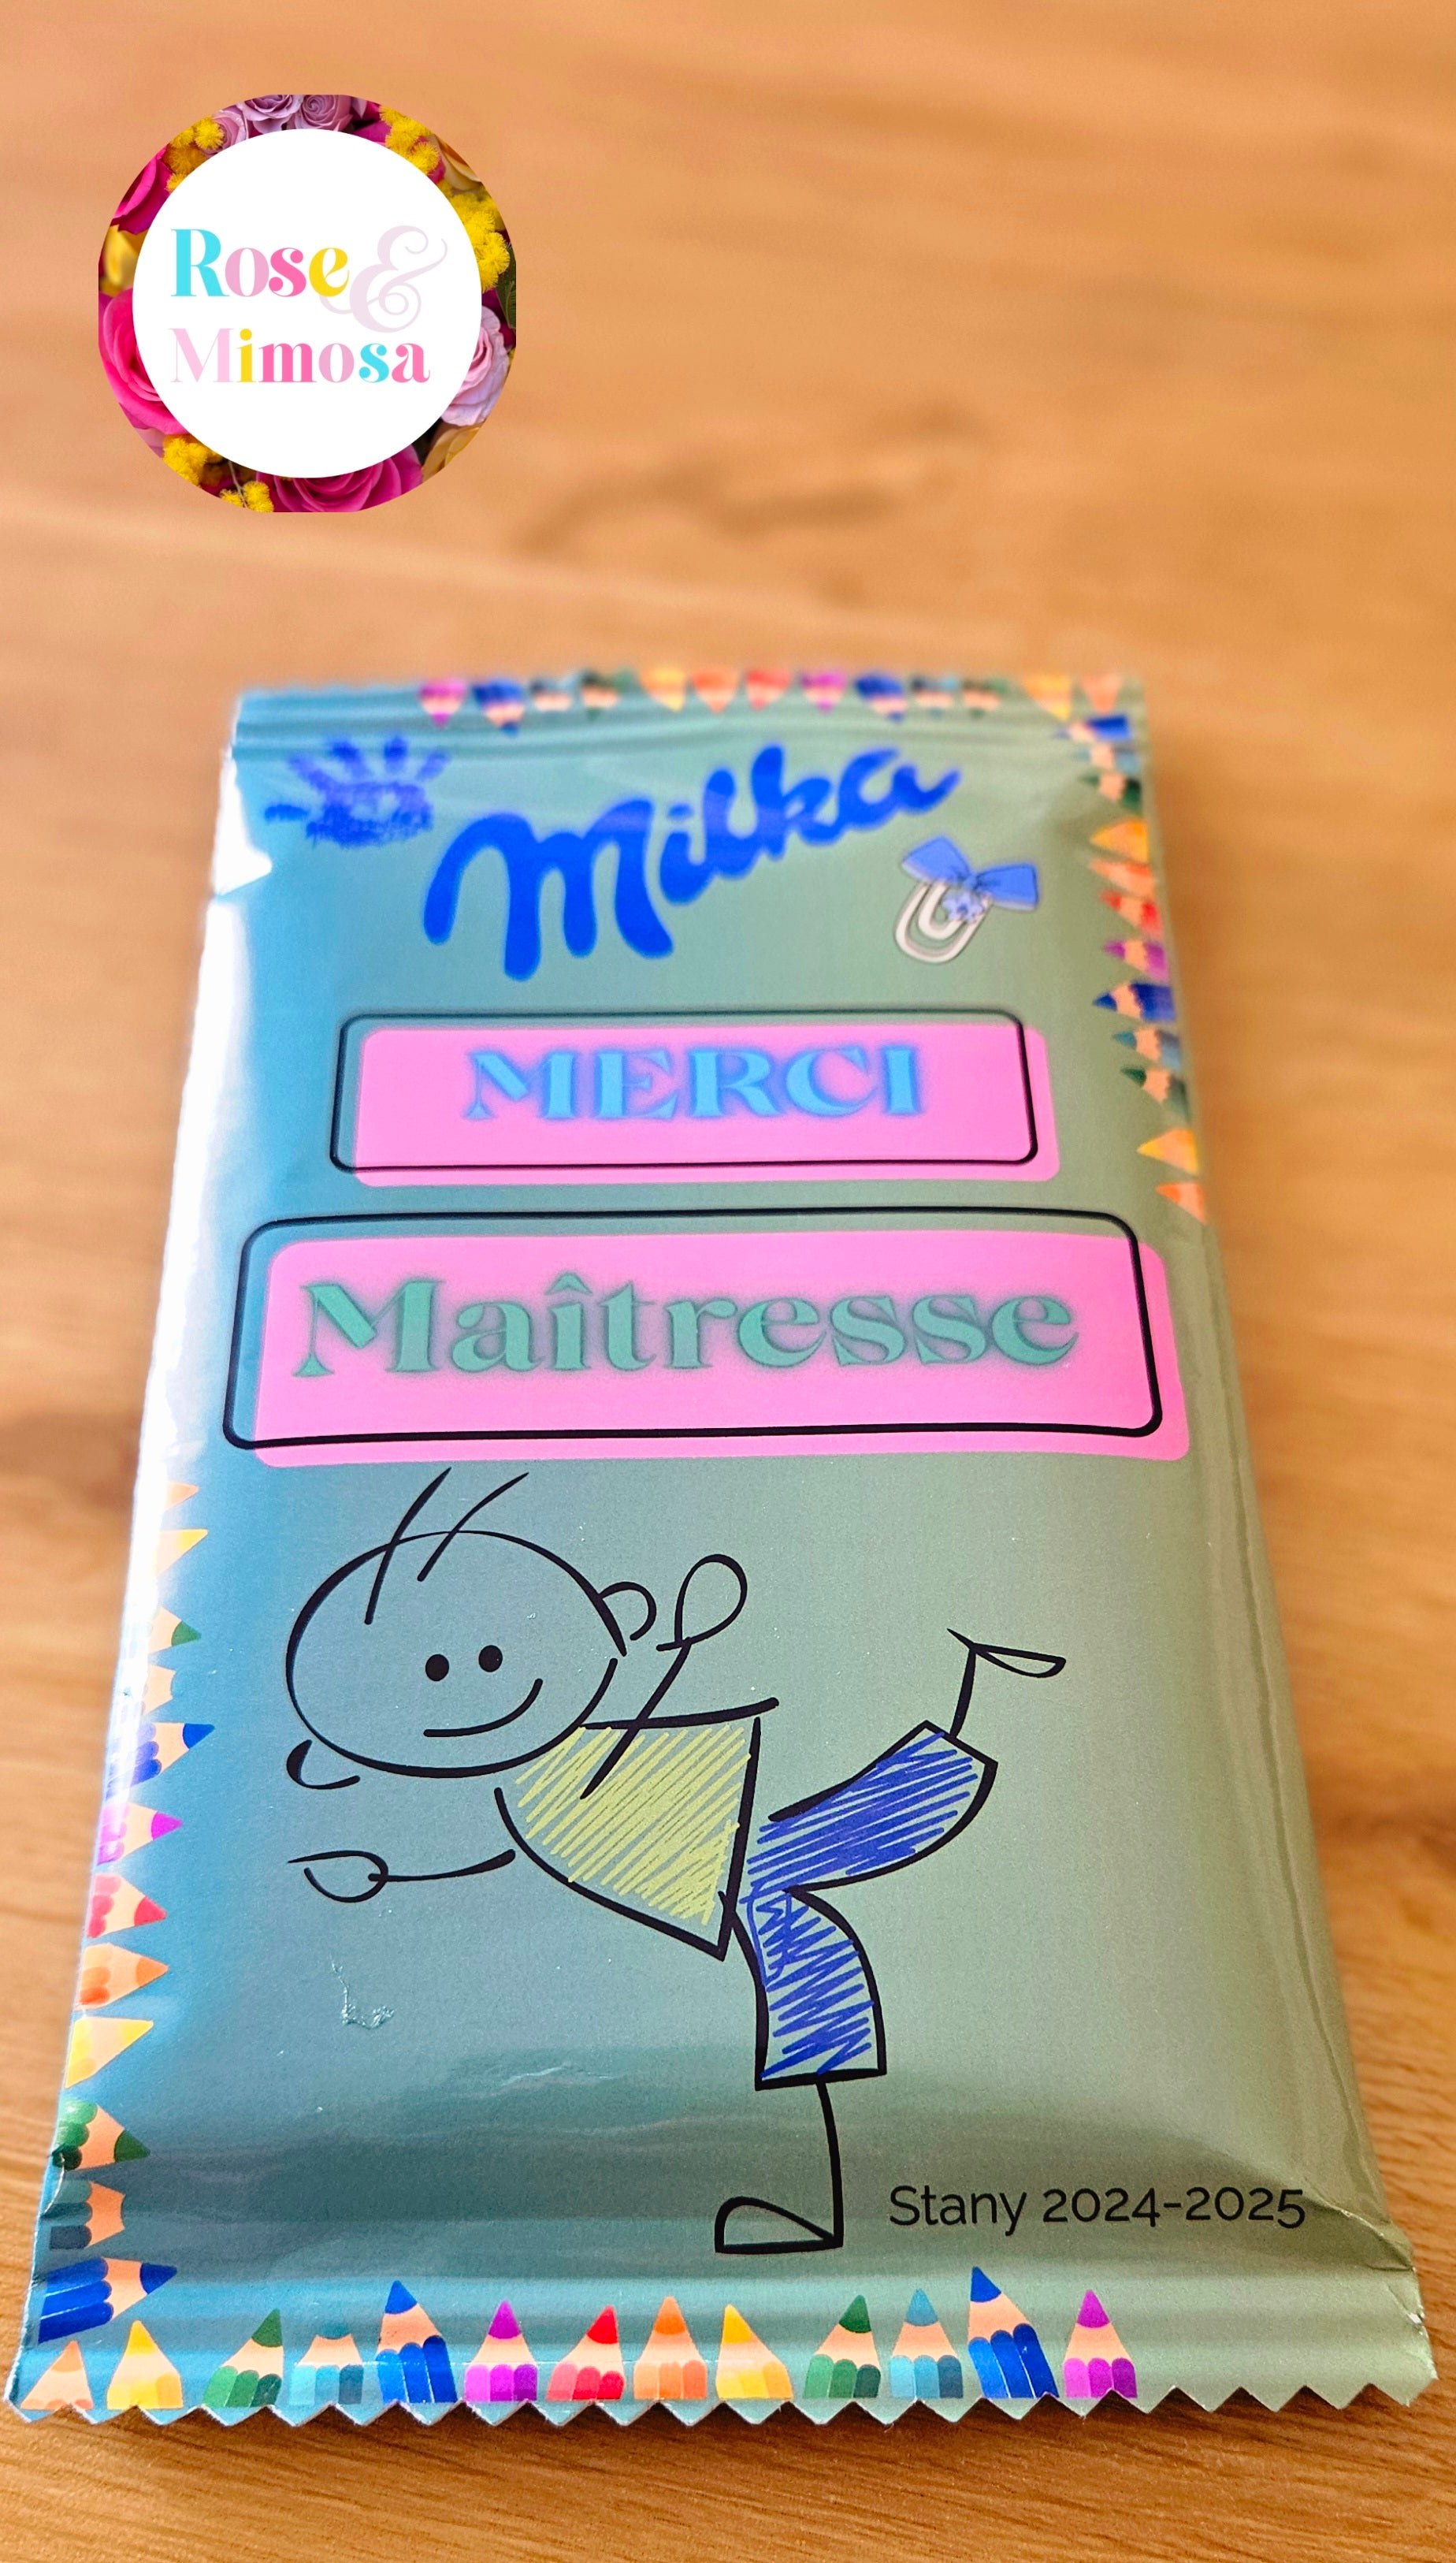 Rose &
Mimosa
Milka
MERCI
Maîtresse
Stany 2024-2025